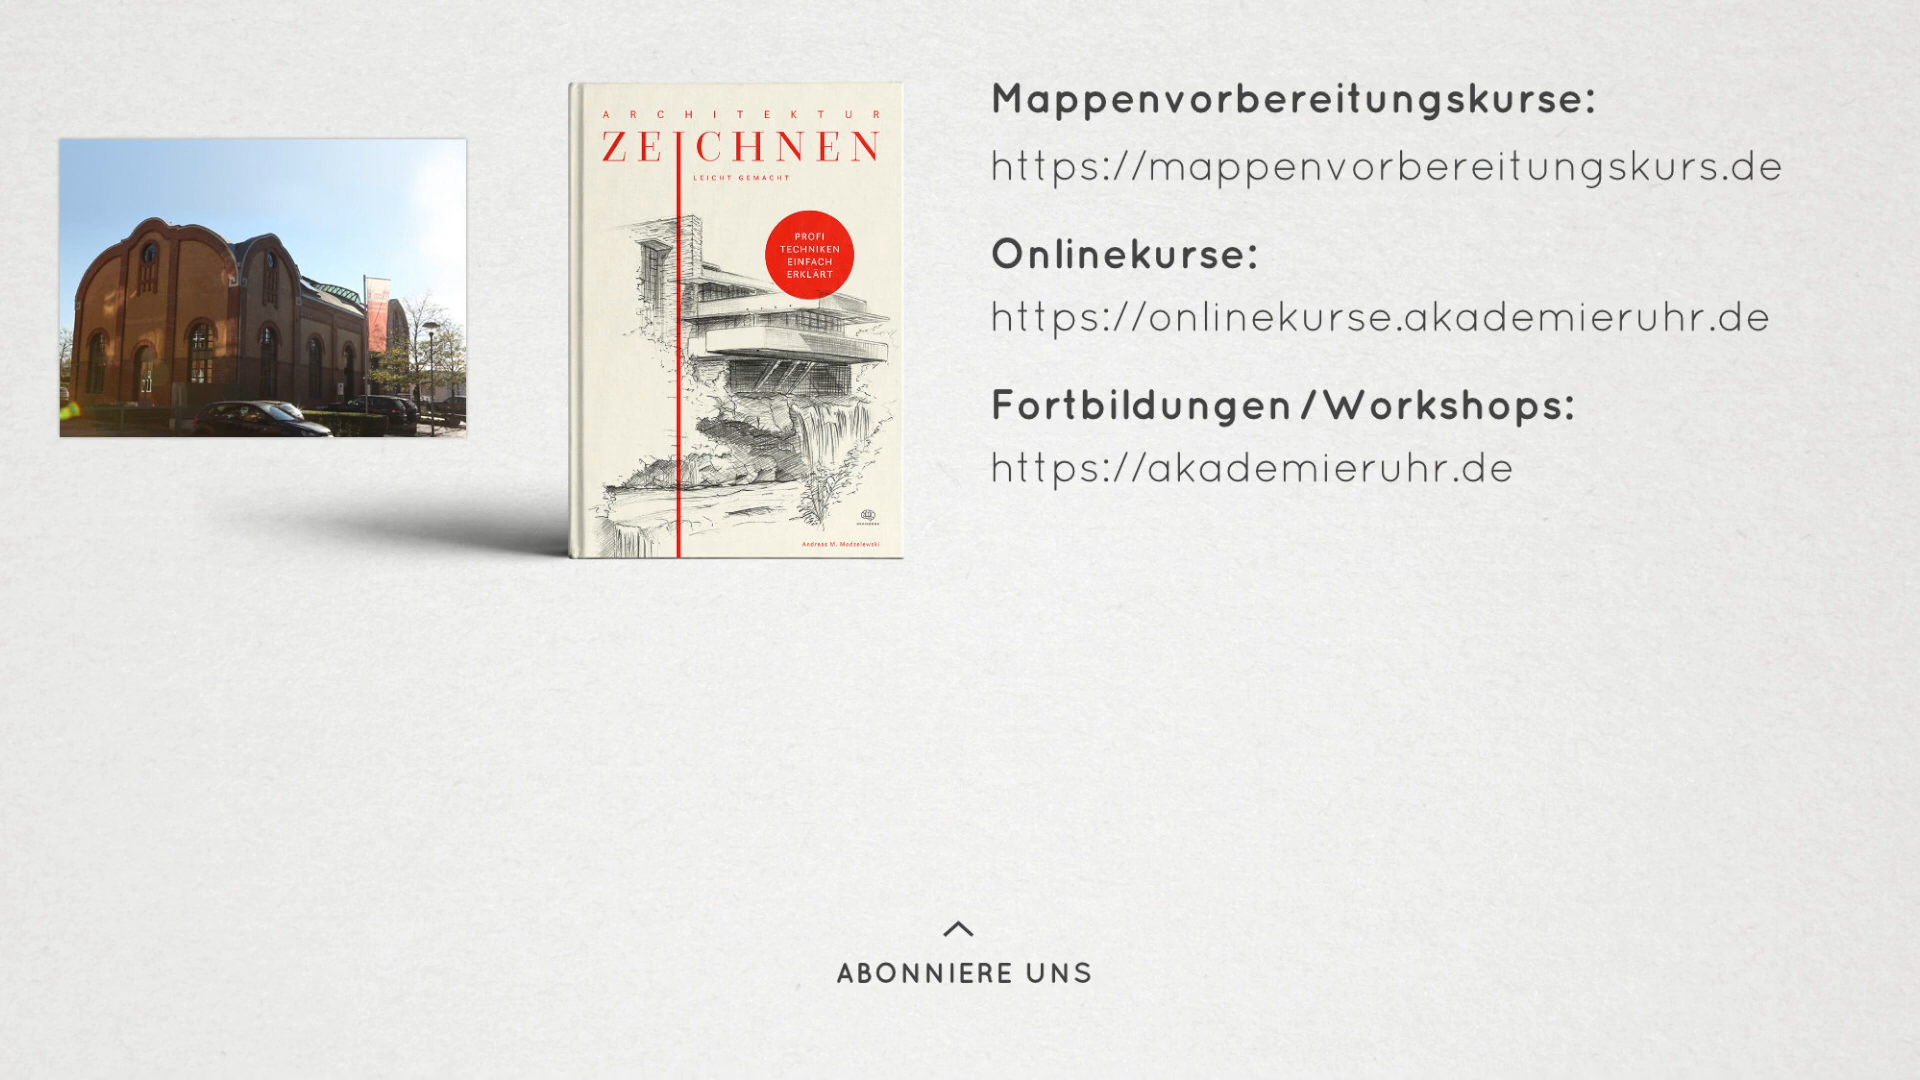 ARCHITEKTUR
ZEICHNEN
LEICHT GEMACHT
PROFI
TECHNIKEN
EINFACH
ERKLÄRT
Andreas M. Modzelewski
Mappenvorbereitungskurse:
https://mappenvorbereitungskurs.de
Onlinekurse:
https://onlinekurse.akademieruhr.de
Fortbildungen/Workshops:
https://akademieruhr.de
ABONNIERE UNS